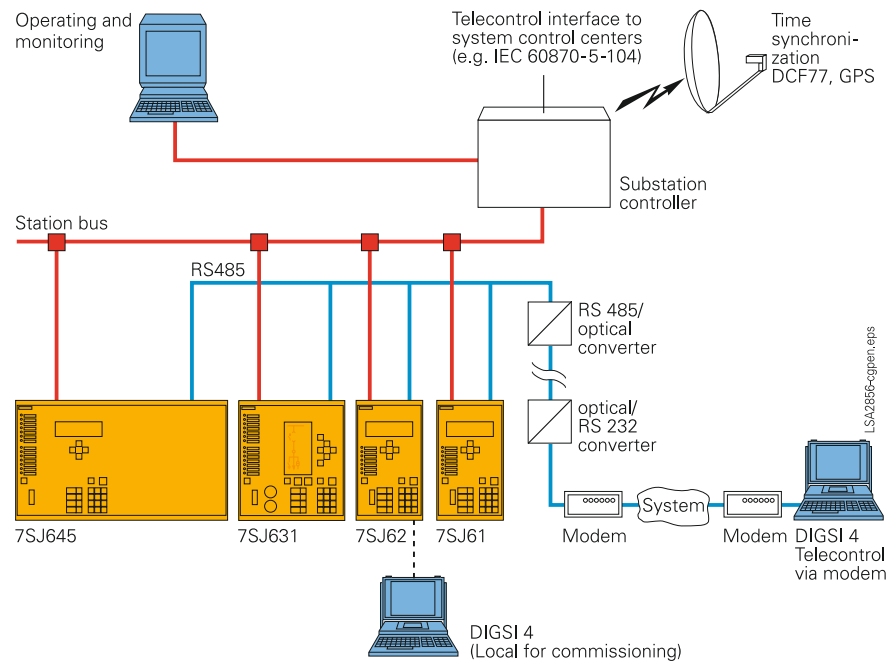 Operating and
monitoring
Telecontrol interface to
system control centers
(e.g. IEC 60870-5-104)
Time
synchroni-
zation
DCF77, GPS
Substation
controller
Station bus
RS485
RS 485/
optical
converter
optical/
RS 232
converter
LSA2856-cgpen.eps
7SJ645
7SJ631
7SJ62
7SJ61
Modem
System
Modem
DIGSI 4
Telecontrol
via modem
DIGSI 4
(Local for commissioning)